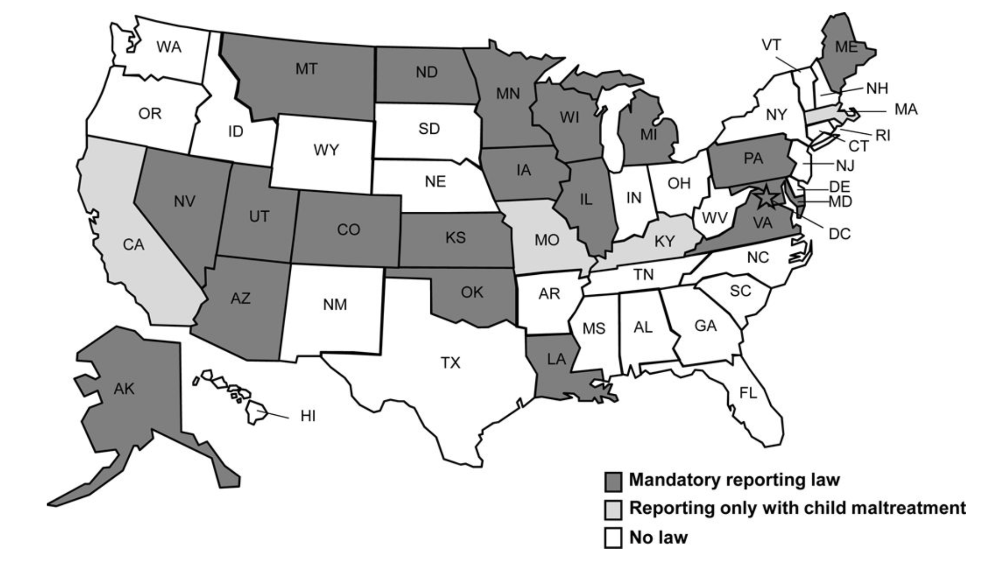 WA
MT
ND
MN
VT
ME
NH
MA
OR
ID
WY
SD
WI
MI
NY
RI
CT
NJ
PA
IA
NE
NV
UT
CO
KS
IL
IN
OH
DE
MD
WV
VA
DC
CA
MO
KY
NC
TN
AZ
NM
OK
AR
SC
MS
AL
GA
TX
LA
FL
AK
HI
Mandatory reporting law
Reporting only with child maltreatment
No law